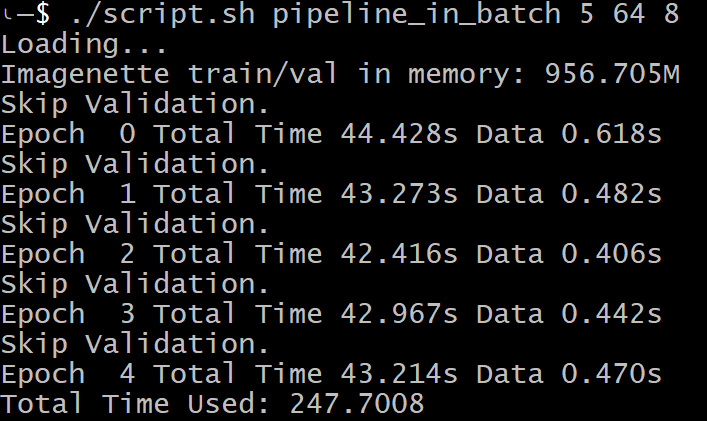 ╰─$ ./script.sh pipeline_in_batch 5 64 8
Loading...
Imagenette train/val in memory: 956.705M
Skip Validation.
Epoch  0 Total Time 44.428s Data 0.618s
Skip Validation.
Epoch  1 Total Time 43.273s Data 0.482s
Skip Validation.
Epoch  2 Total Time 42.416s Data 0.406s
Skip Validation.
Epoch  3 Total Time 42.967s Data 0.442s
Skip Validation.
Epoch  4 Total Time 43.214s Data 0.470s
Total Time Used: 247.7008